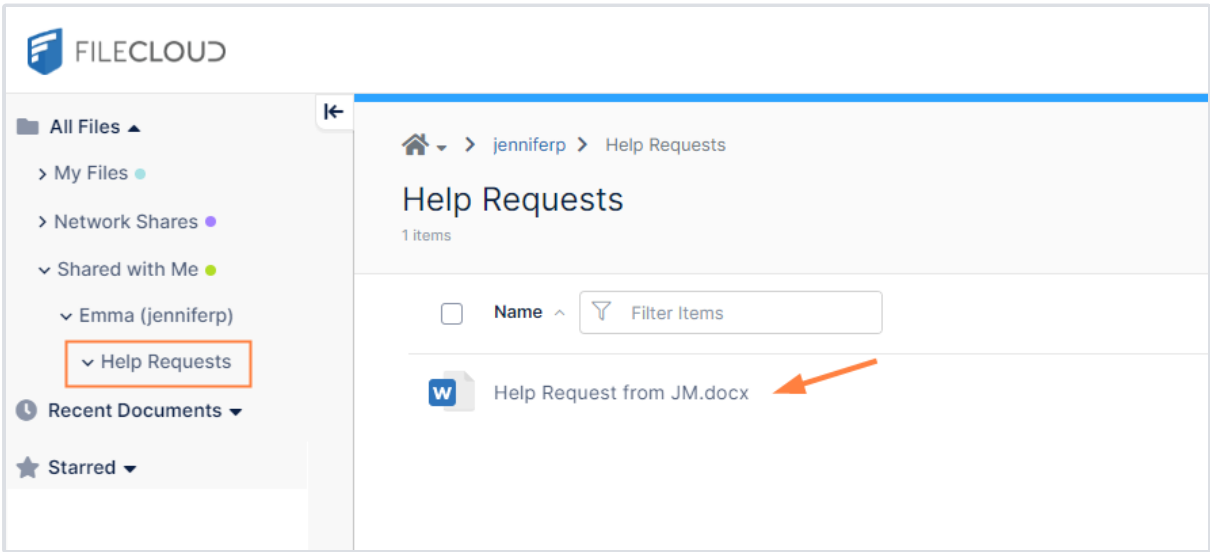 FILECLOUD
All Files
My Files
Network Shares
Shared with Me
Emma (jenniferp)
Help Requests
Recent Documents
Starred
jenniferp > Help Requests
Help Requests
1 items
Name
Filter Items
W
Help Request from JM.docx